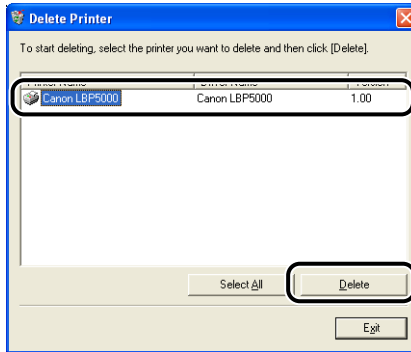 Delete Printer
To start deleting, select the printer you want to delete and then click [Delete].
Canon LBP5000 Canon LBP5000 1.00
Select All Delete
Exit